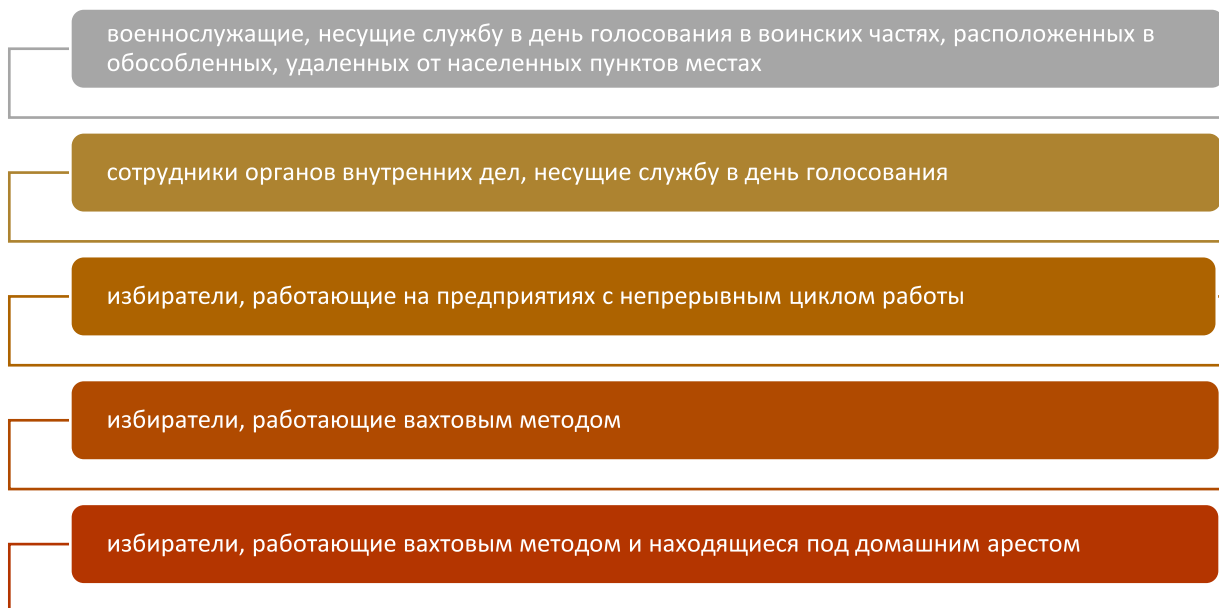 военнослужащие, несущие службу в день голосования в воинских частях, расположенных в
обособленных, удаленных от населенных пунктов местах
сотрудники органов внутренних дел, несущие службу в день голосования
избиратели, работающие на предприятиях с непрерывным циклом работы
избиратели, работающие вахтовым методом
избиратели, работающие вахтовым методом и находящиеся под домашним арестом